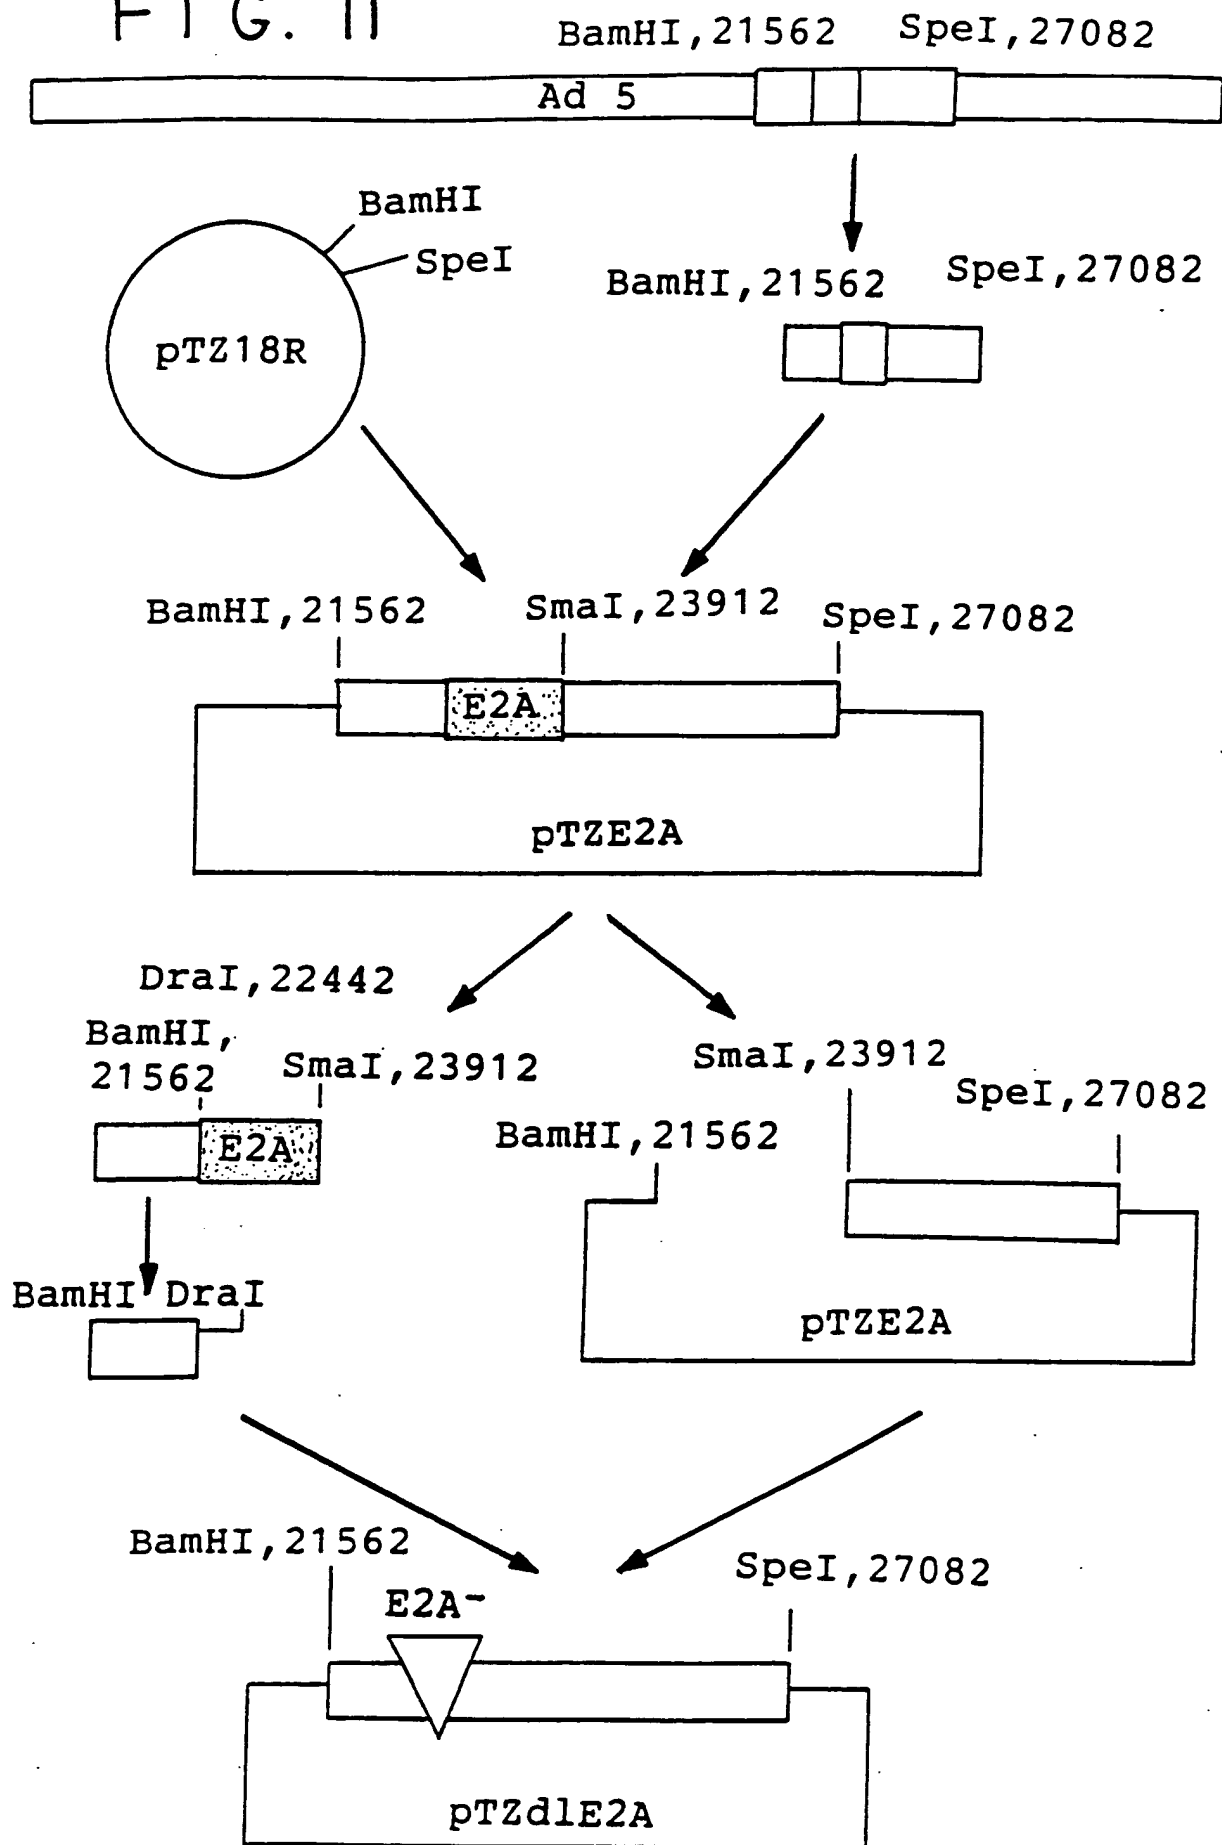 FIG. 11
BamHI,21562 SpeI,27082
Ad 5
BamHI
SpeI
pTZ18R
BamHI,21562 SpeI,27082
BamHI,21562 SmaI,23912 SpeI,27082
E2A
pTZE2A
DraI,22442
BamHI,
21562 SmaI,23912
E2A
SmaI,23912
SpeI,27082
BamHI,21562
BamHI DraI
pTZE2A
BamHI,21562 SpeI,27082
E2A-
pTZdlE2A